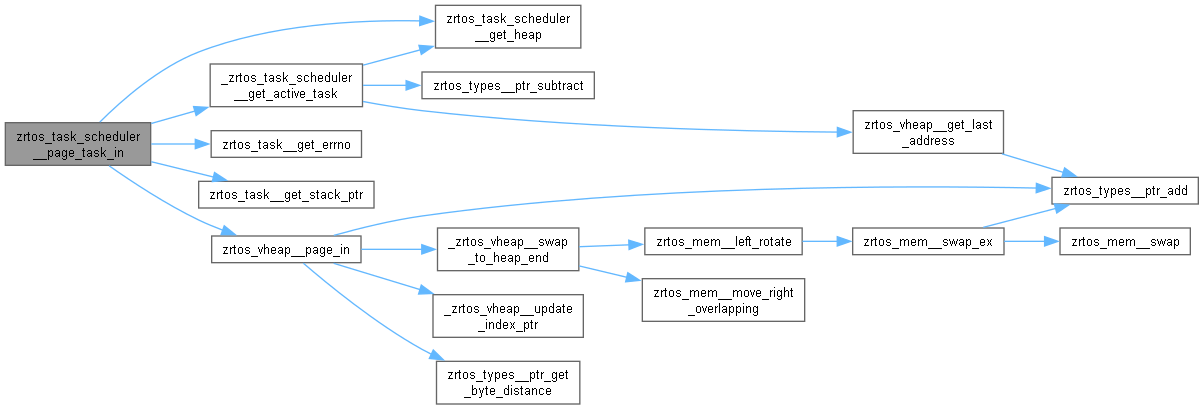 zrtos_task_scheduler
__page_task_in
zrtos_task_scheduler
__get_heap
_zrtos_task_scheduler
__get_active_task
zrtos_types__ptr_subtract
zrtos_task__get_errno
zrtos_task__get_stack_ptr
zrtos_vheap__page_in
zrtos_vheap__get_last
_address
zrtos_types__ptr_add
_zrtos_vheap__swap
_to_heap_end
zrtos_mem__left_rotate
zrtos_mem__swap_ex
zrtos_mem__swap
zrtos_mem__move_right
_overlapping
_zrtos_vheap__update
_index_ptr
zrtos_types__ptr_get
_byte_distance